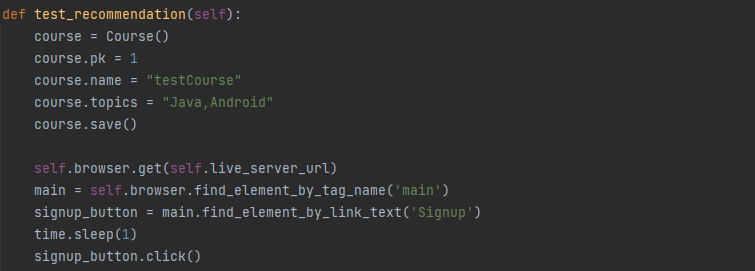 def test_recommendation(self):
    course = Course()
    course.pk = 1
    course.name = "testCourse"
    course.topics = "Java,Android"
    course.save()

    self.browser.get(self.live_server_url)
    main = self.browser.find_element_by_tag_name('main')
    signup_button = main.find_element_by_link_text('Signup')
    time.sleep(1)
    signup_button.click()